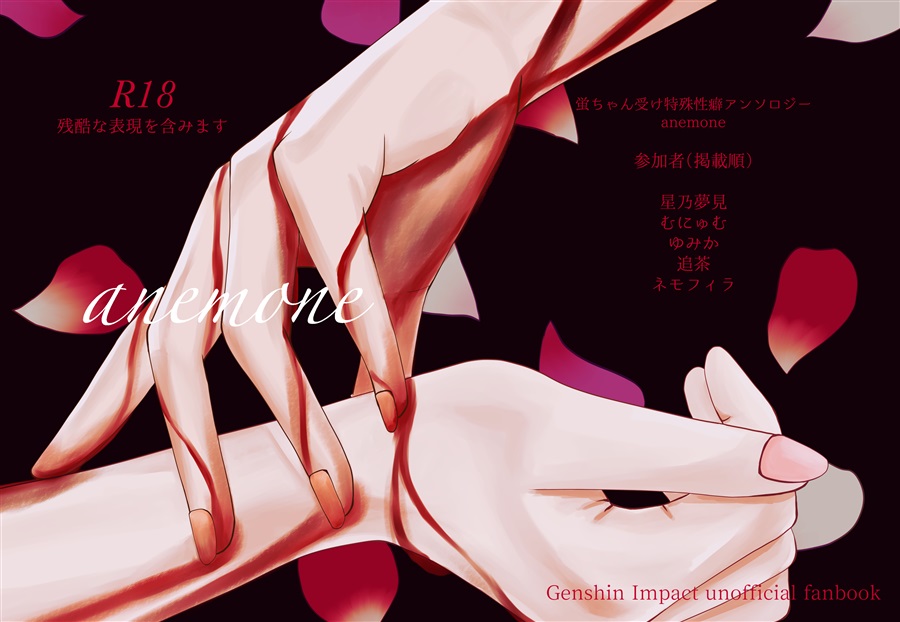 R18
残酷な表現を含みます
anemone
蛍ちゃん受け特殊性癖アンソロジー
anemone
参加者(掲載順)
星乃夢見
むにゅむ
ゆみか
追茶
ネモフィラ
Genshin Impact unofficial fanbook